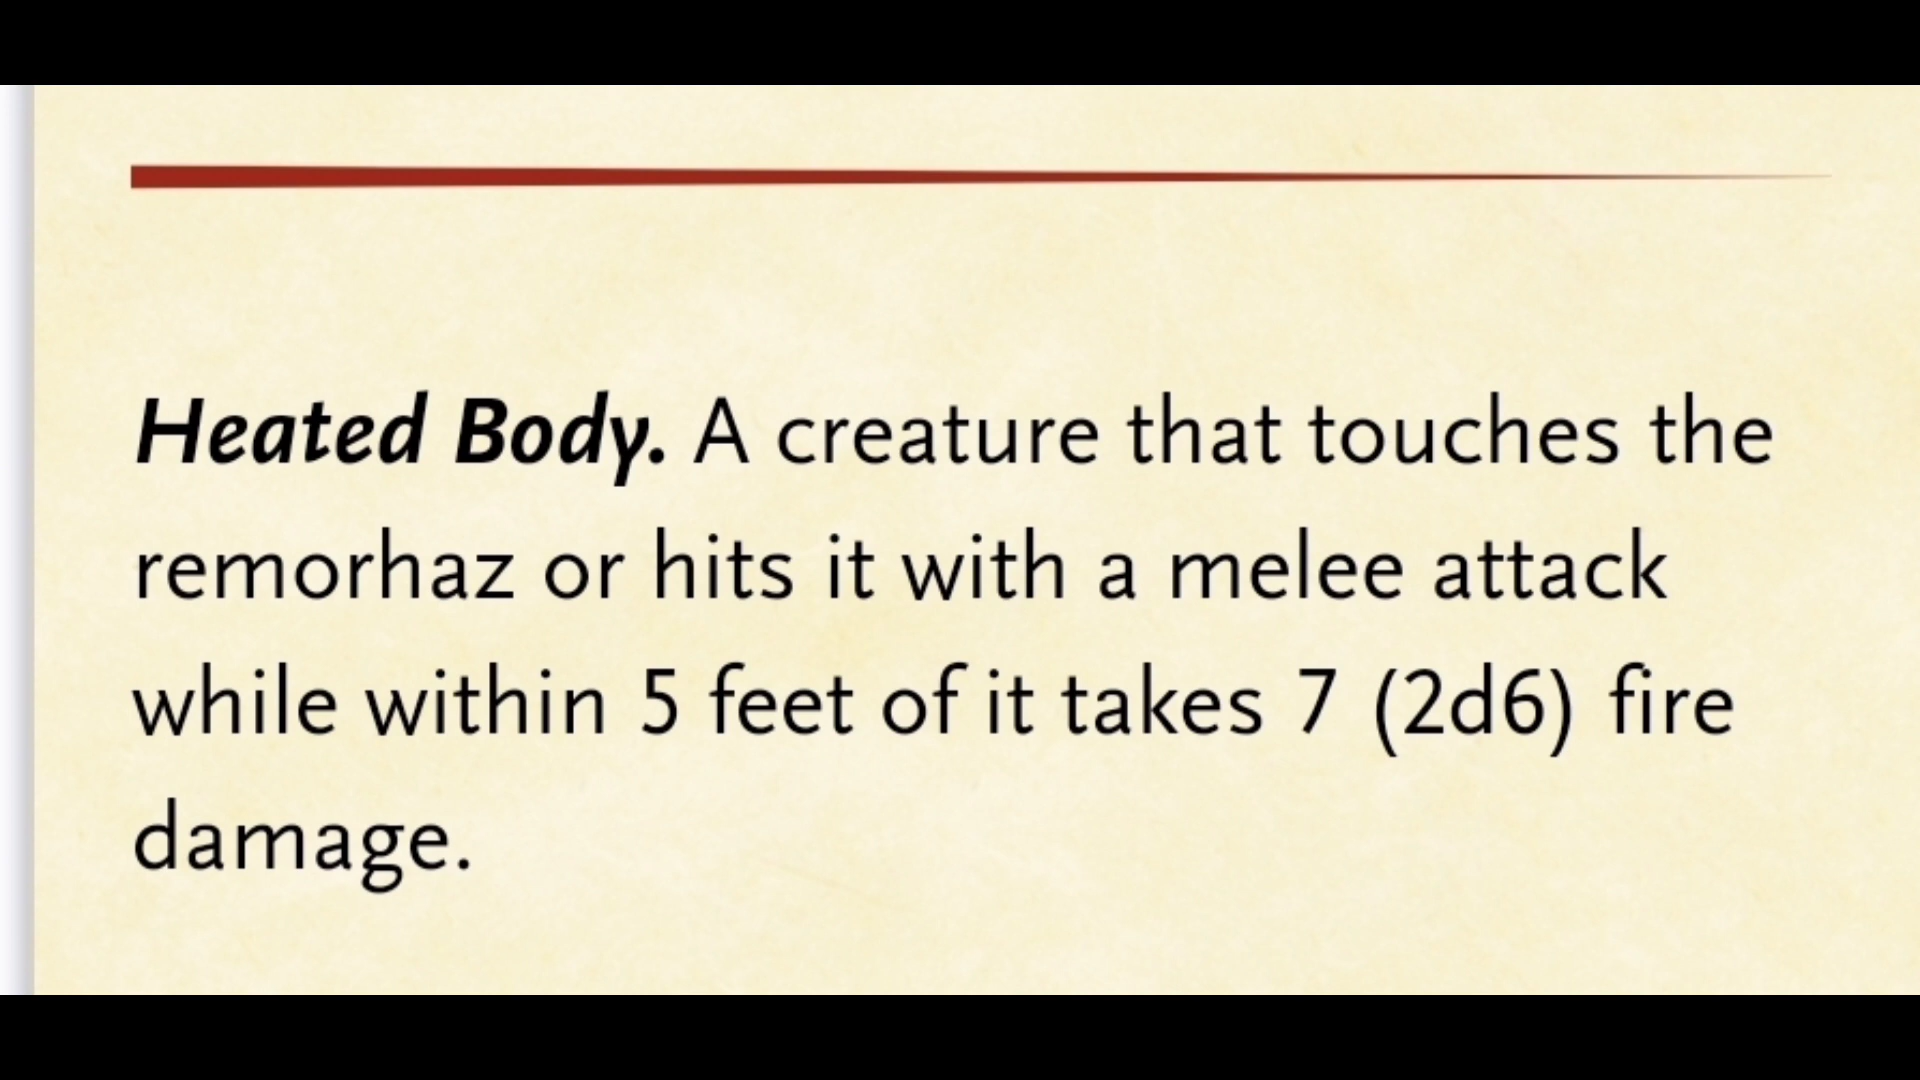 Heated Body. A creature that touches the
remorhaz or hits it with a melee attack
while within 5 feet of it takes 7 (2d6) fire
damage.